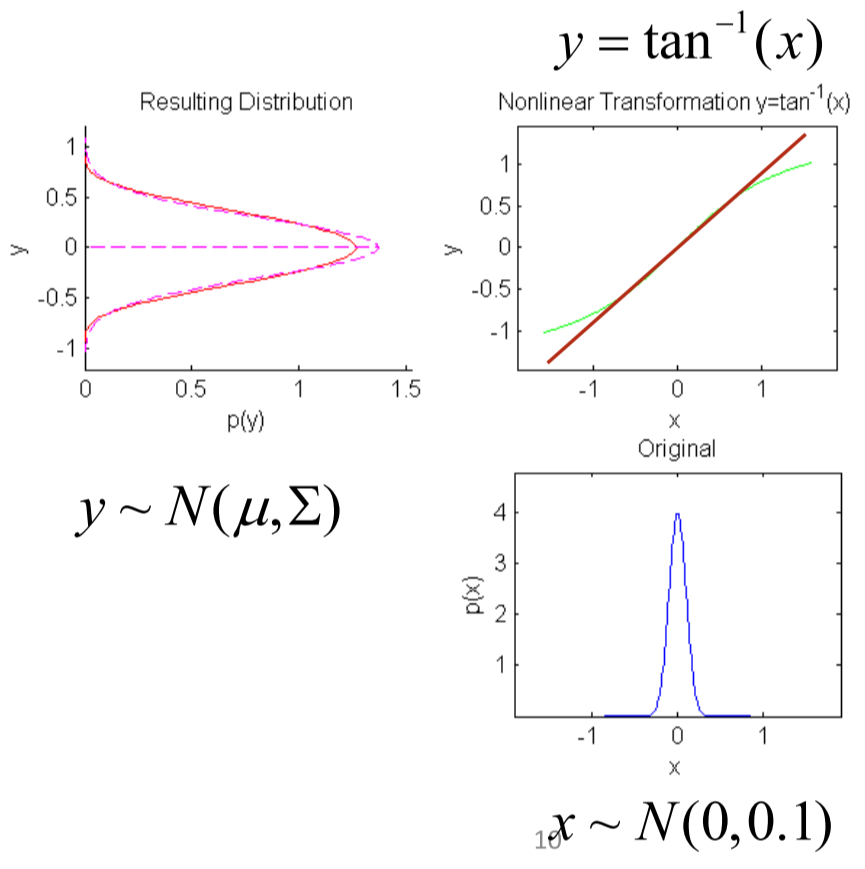 y = tan⁻¹(x)
Resulting Distribution
1
0.5
0
-0.5
-1
y
0 0.5 1 1.5
p(y)
Nonlinear Transformation y=tan⁻¹(x)
1
0.5
0
-0.5
-1
y
-1 0 1
x
y ~ N(μ,Σ)
Original
4
3
2
1
p(x)
-1 0 1
x
10
x ~ N(0,0.1)